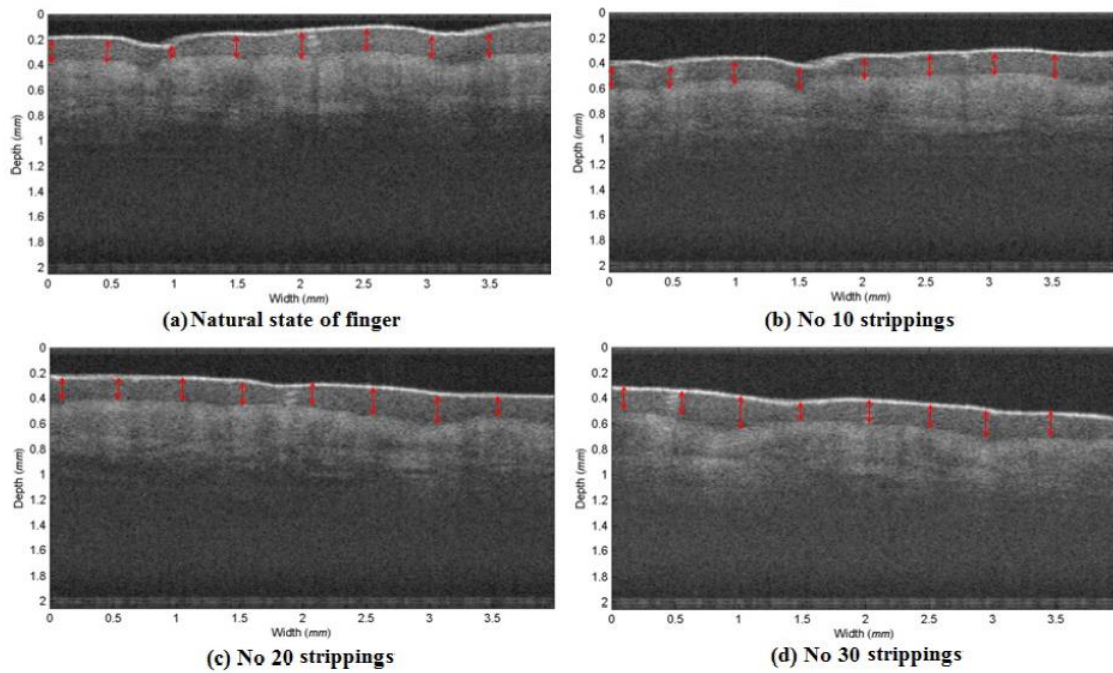 0
0.2
0.4
0.6
0.8
1
1.2
1.4
1.6
1.8
2
Depth (mm)
0 0.5 1 1.5 2 2.5 3 3.5
Width (mm)
(a) Natural state of finger
0
0.2
0.4
0.6
0.8
1
1.2
1.4
1.6
1.8
2
Depth (mm)
0 0.5 1 1.5 2 2.5 3 3.5
Width (mm)
(b) No 10 strippings
0
0.2
0.4
0.6
0.8
1
1.2
1.4
1.6
1.8
2
Depth (mm)
0.5 1 1.5 2 2.5 3 3.5
Width (mm)
(c) No 20 strippings
0
0.2
0.4
0.6
0.8
1
1.2
1.4
1.6
1.8
2
Depth (mm)
0.5 1 1.5 2 2.5 3 3.5
Width (mm)
(d) No 30 strippings